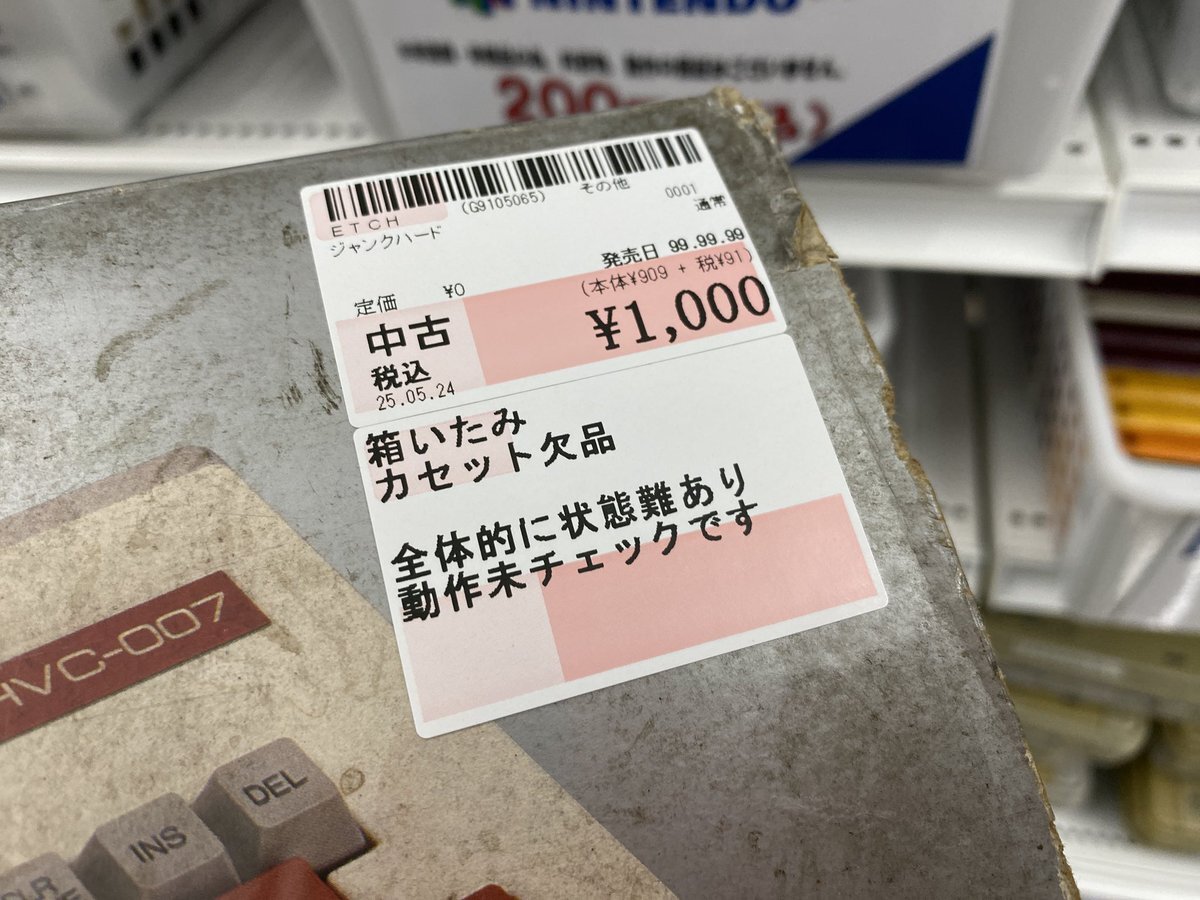 NINTENDO
200
(G9105065)
その他
0001
ETCH
通常
ジャンクハード
発売日 99.99.99
定価 ¥0
(本体¥909 + 税¥91)
中古
¥1,000
税込
25.05.24
箱いたみ
カセット欠品
全体的に状態難あり
動作未チェックです
HVC-007
DEL
INS
CLR